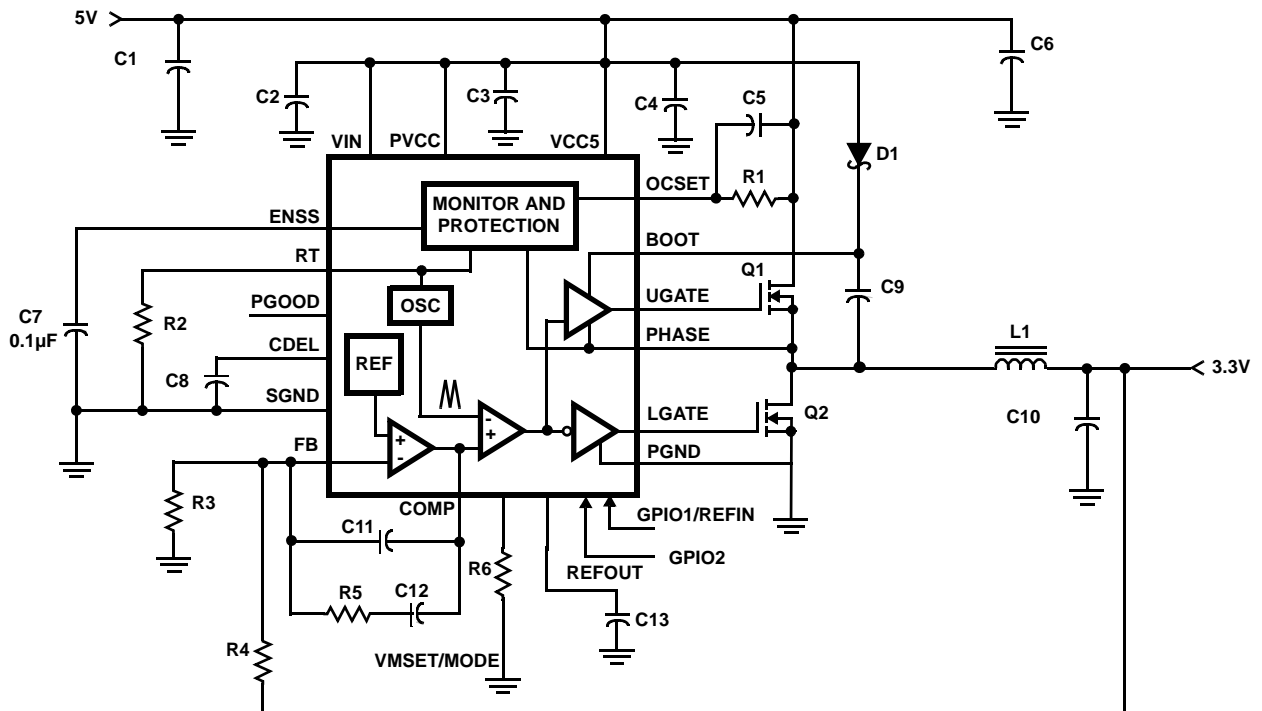 5V
C1
C6
C2
C3
C4
C5
VIN
PVCC
VCC5
D1
OCSET
R1
MONITOR AND
PROTECTION
ENSS
BOOT
RT
Q1
C9
UGATE
PGOOD
OSC
C7
0.1µF
R2
PHASE
L1
CDEL
REF
3.3V
C8
SGND
LGATE
Q2
C10
-
+
+
-
FB
PGND
R3
COMP
GPIO1/REFIN
C11
GPIO2
R6
REFOUT
R5
C12
C13
R4
VMSET/MODE